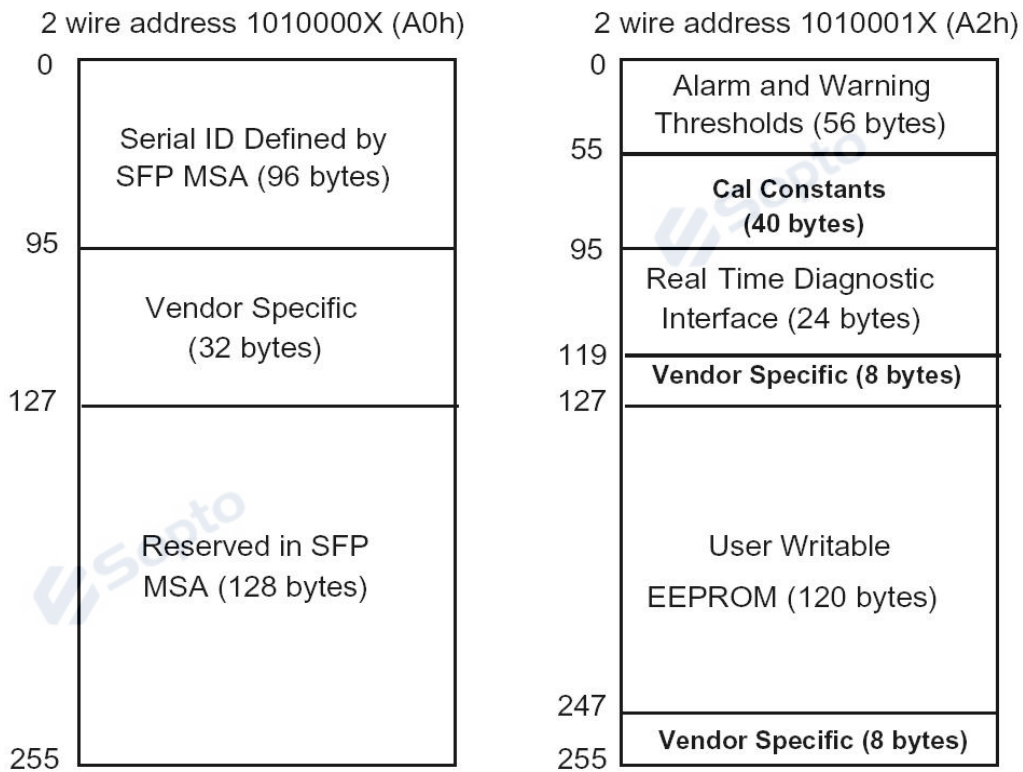 2 wire address 1010000X (A0h)
0
Serial ID Defined by
SFP MSA (96 bytes)
95
Vendor Specific
(32 bytes)
127
Reserved in SFP
MSA (128 bytes)
255
2 wire address 1010001X (A2h)
0
Alarm and Warning
Thresholds (56 bytes)
55
Cal Constants
(40 bytes)
95
Real Time Diagnostic
Interface (24 bytes)
119
Vendor Specific (8 bytes)
127
User Writable
EEPROM (120 bytes)
247
Vendor Specific (8 bytes)
255
Sopto
Sopto